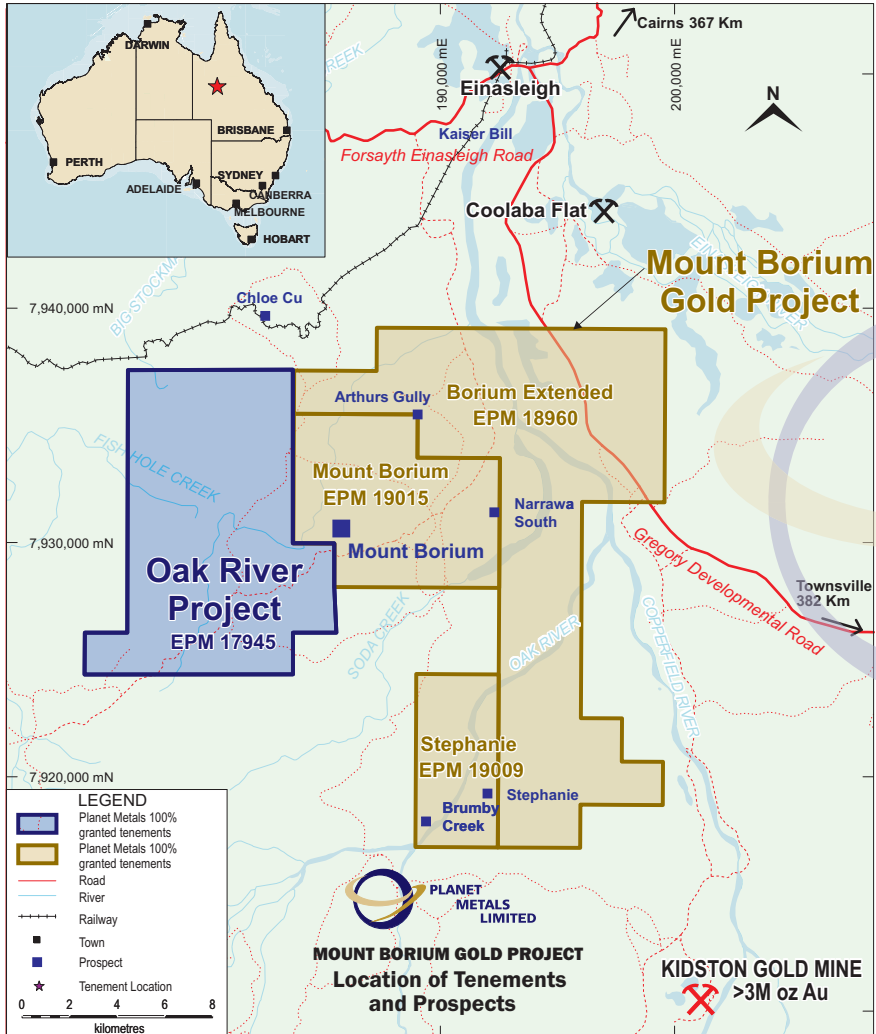 DARWIN
PERTH
ADELAIDE
BRISBANE
SYDNEY
CANBERRA
MELBOURNE
HOBART
CREEK
BIG STOCKMA
190,000 mE
200,000 mE
Cairns 367 Km
N
Einasleigh
Kaiser Bill
Forsayth Einasleigh Road
Coolaba Flat
EINASLEIGH RIVER
Mount Borium
Gold Project
7,940,000 mN
Chloe Cu
Arthurs Gully
Borium Extended
EPM 18960
FISH HOLE CREEK
Mount Borium
EPM 19015
Narrawa
South
Mount Borium
7,930,000 mN
Oak River
Project
EPM 17945
Gregory Developmental Road
Townsville
382 Km
SODA CREEK
OAK RIVER
COPPERFIELD RIVER
Stephanie
EPM 19009
7,920,000 mN
Stephanie
Brumby
Creek
LEGEND
Planet Metals 100%
granted tenements
Planet Metals 100%
granted tenements
Road
River
Railway
Town
Prospect
Tenement Location
0 2 4 6 8
kilometres
PLANET
METALS
LIMITED
MOUNT BORIUM GOLD PROJECT
Location of Tenements
and Prospects
KIDSTON GOLD MINE
>3M oz Au